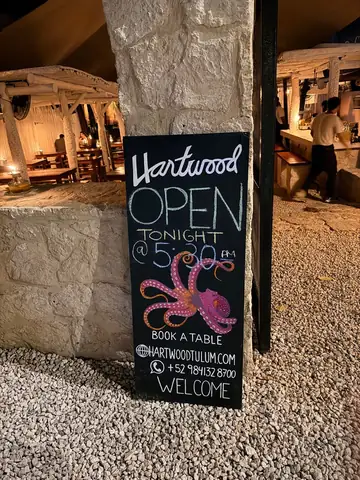 Hartwood
OPEN
TONIGHT
@ 5:30 PM
BOOK A TABLE
HARTWOODTULUM.COM
+52 984132 8700
WELCOME